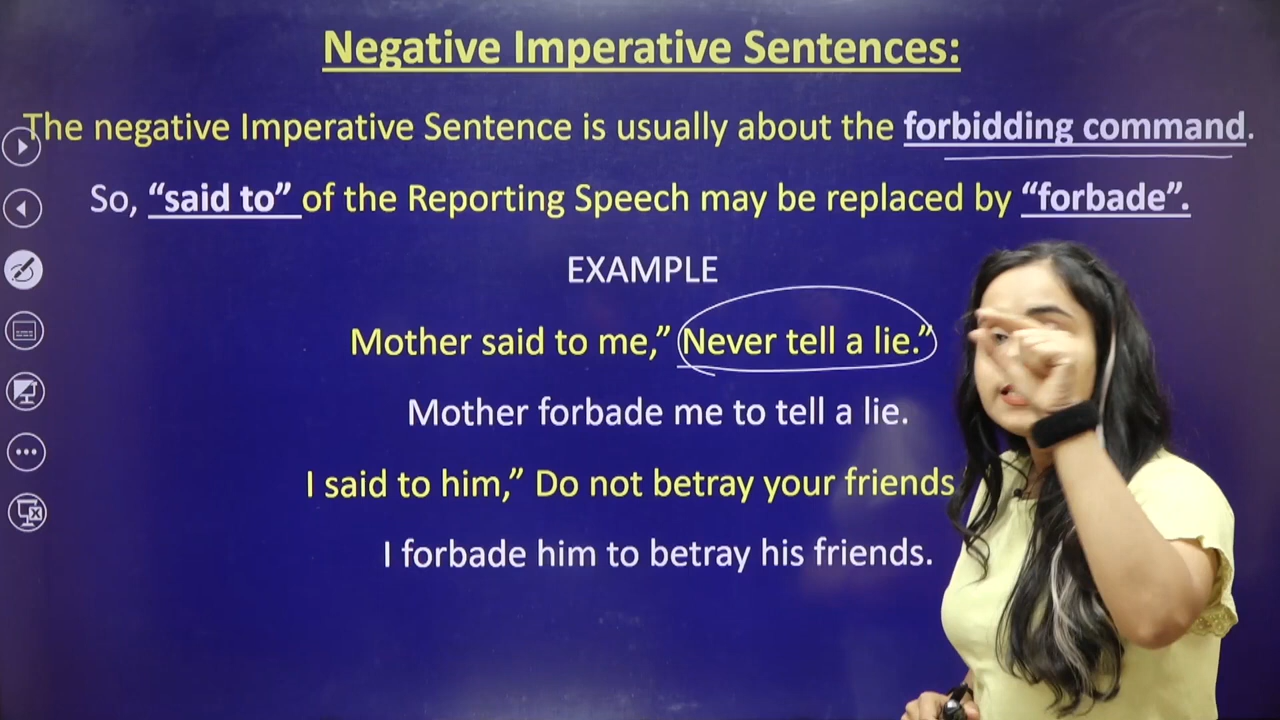 Negative Imperative Sentences:
The negative Imperative Sentence is usually about the forbidding command.
So, “said to” of the Reporting Speech may be replaced by “forbade”.
EXAMPLE
Mother said to me,” Never tell a lie.”
Mother forbade me to tell a lie.
I said to him,” Do not betray your friends
I forbade him to betray his friends.